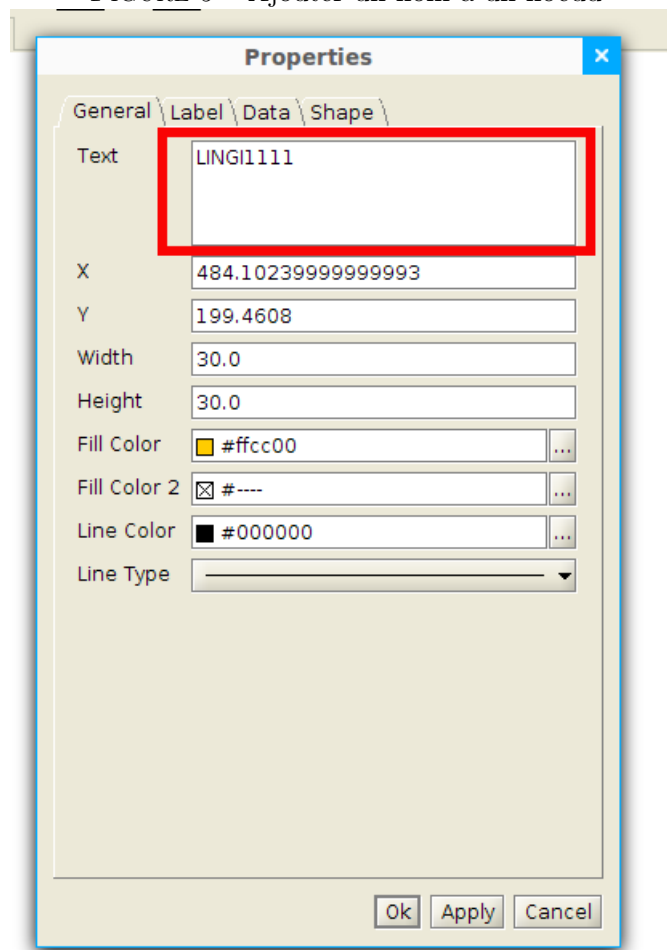 Properties
General Label Data Shape
Text LINGI1111
X 484.10239999999993
Y 199.4608
Width 30.0
Height 30.0
Fill Color #ffcc00 ...
Fill Color 2 #---- ...
Line Color #000000 ...
Line Type
Ok Apply Cancel